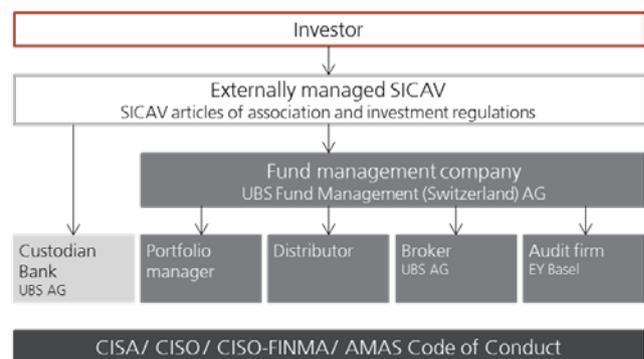 Investor
Externally managed SICAV
SICAV articles of association and investment regulations
Fund management company
UBS Fund Management (Switzerland) AG
Custodian
Bank
UBS AG
Portfolio
manager
Distributor
Broker
UBS AG
Audit firm
EY Basel
CISA/ CISO/ CISO-FINMA/ AMAS Code of Conduct